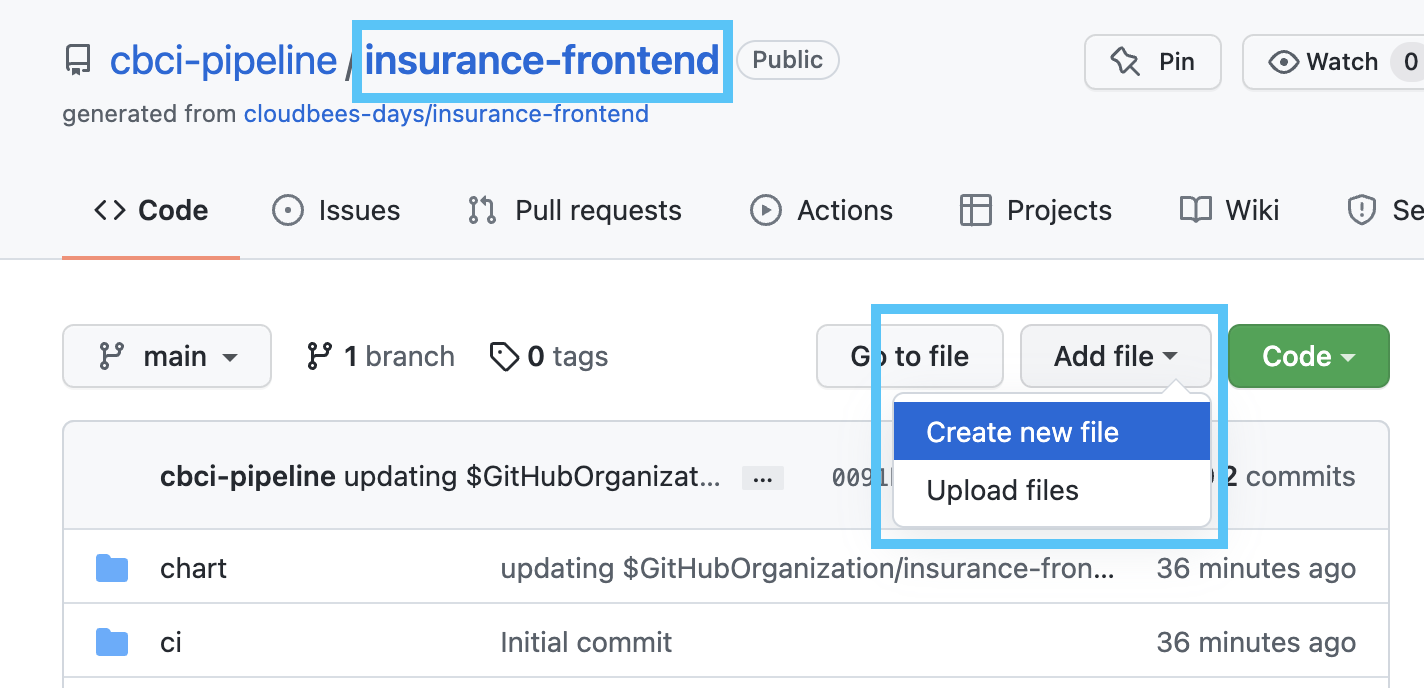 cbci-pipeline / insurance-frontend Public Pin Watch 0
generated from cloudbees-days/insurance-frontend
Code Issues Pull requests Actions Projects Wiki
main 1 branch 0 tags Go to file Add file Code
Create new file
cbci-pipeline updating $GitHubOrganizat... ... 2 commits
Upload files
chart updating $GitHubOrganization/insurance-fron... 36 minutes ago
ci Initial commit 36 minutes ago